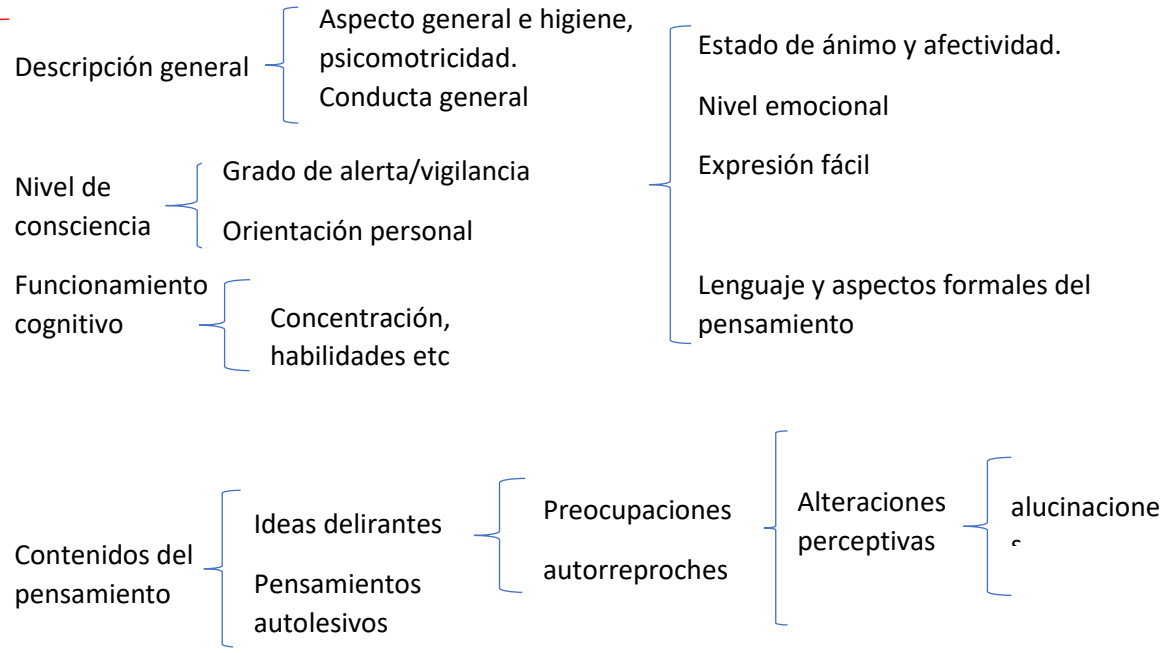 Descripción general
Aspecto general e higiene,
psicomotricidad.
Conducta general
Nivel de
consciencia
Grado de alerta/vigilancia
Orientación personal
Funcionamiento
cognitivo
Concentración,
habilidades etc
Estado de ánimo y afectividad.
Nivel emocional
Expresión fácil
Lenguaje y aspectos formales del
pensamiento
Contenidos del
pensamiento
Ideas delirantes
Pensamientos
autolesivos
Preocupaciones
autorreproches
Alteraciones
perceptivas
alucinacione
s